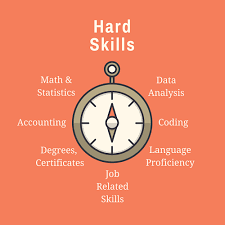 Hard
Skills
Math &
Statistics
Data
Analysis
Accounting
Coding
Degrees,
Certificates
Language
Proficiency
Job
Related
Skills